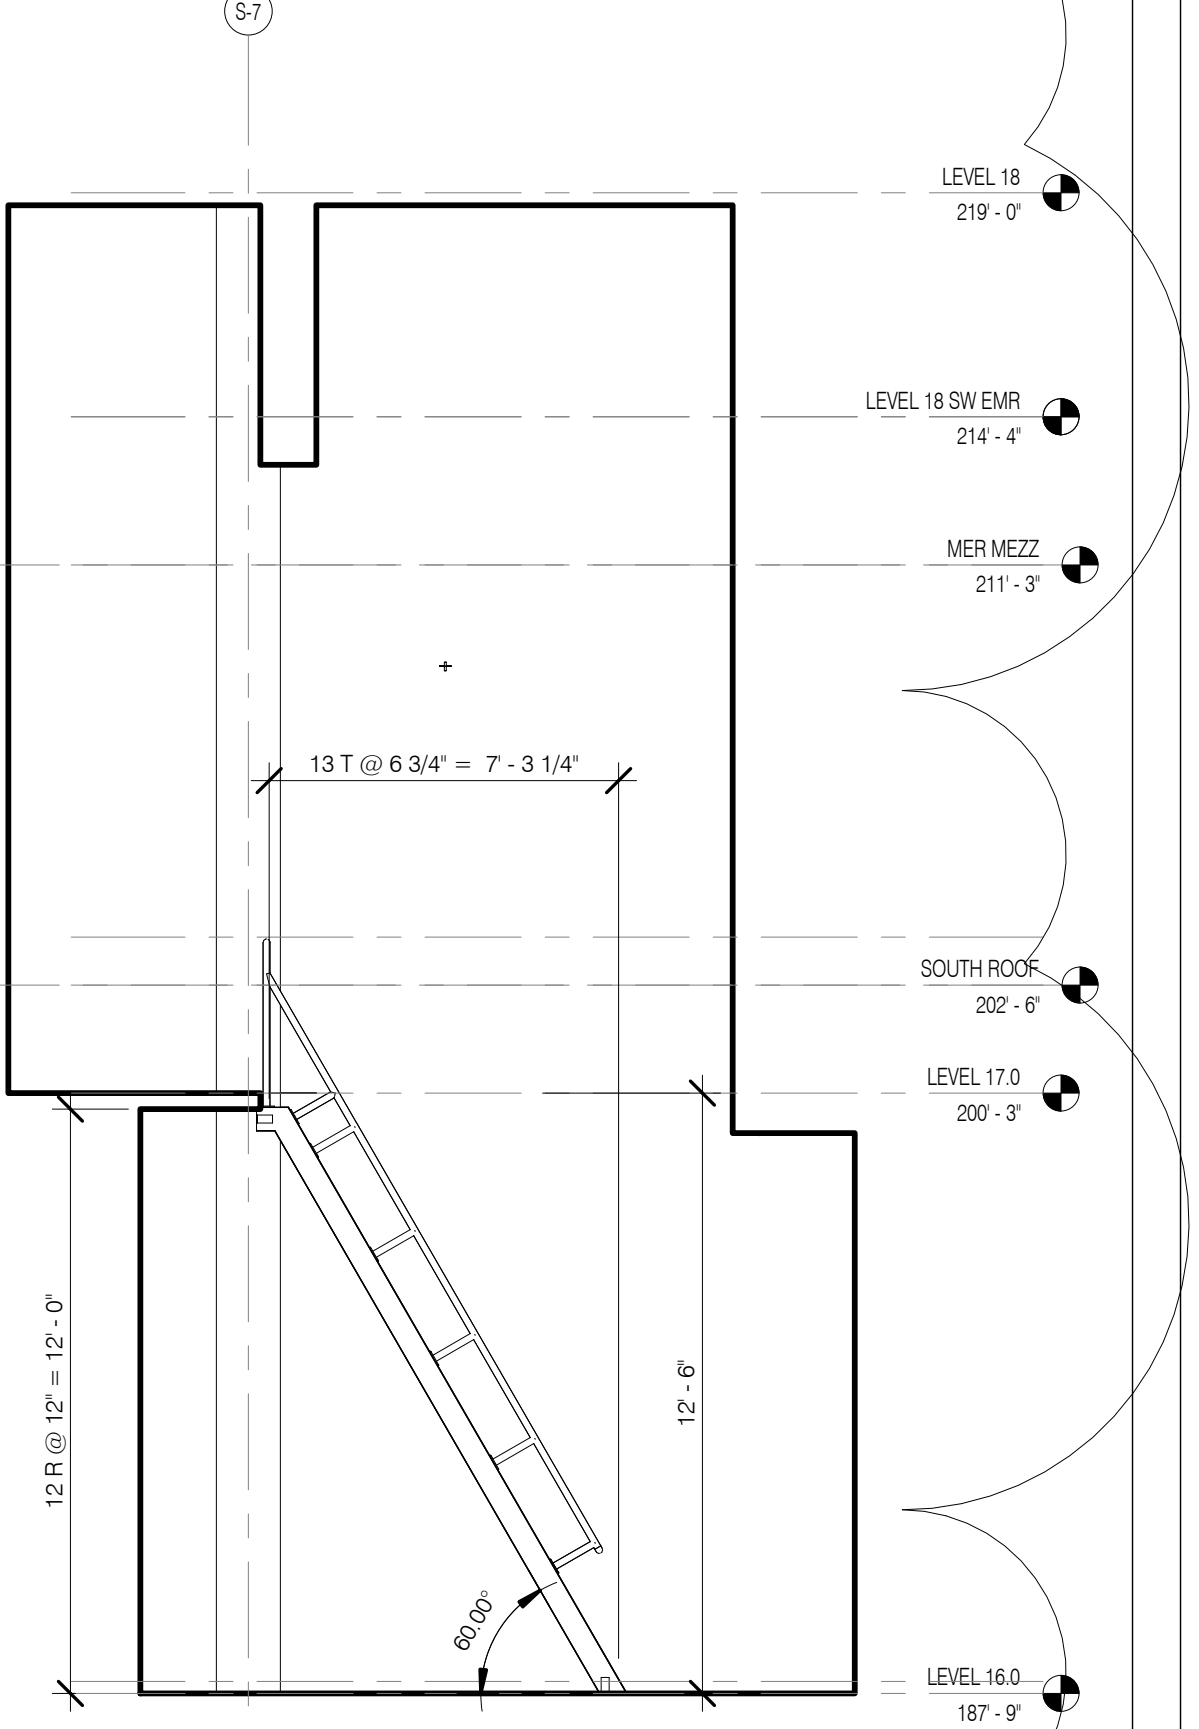 S-7
LEVEL 18
219' - 0"
LEVEL 18 SW EMR
214' - 4"
MER MEZZ
211' - 3"
13 T @ 6 3/4" = 7' - 3 1/4"
SOUTH ROOF
202' - 6"
LEVEL 17.0
200' - 3"
12 R @ 12" = 12' - 0"
12' - 6"
60.00°
LEVEL 16.0
187' - 9"